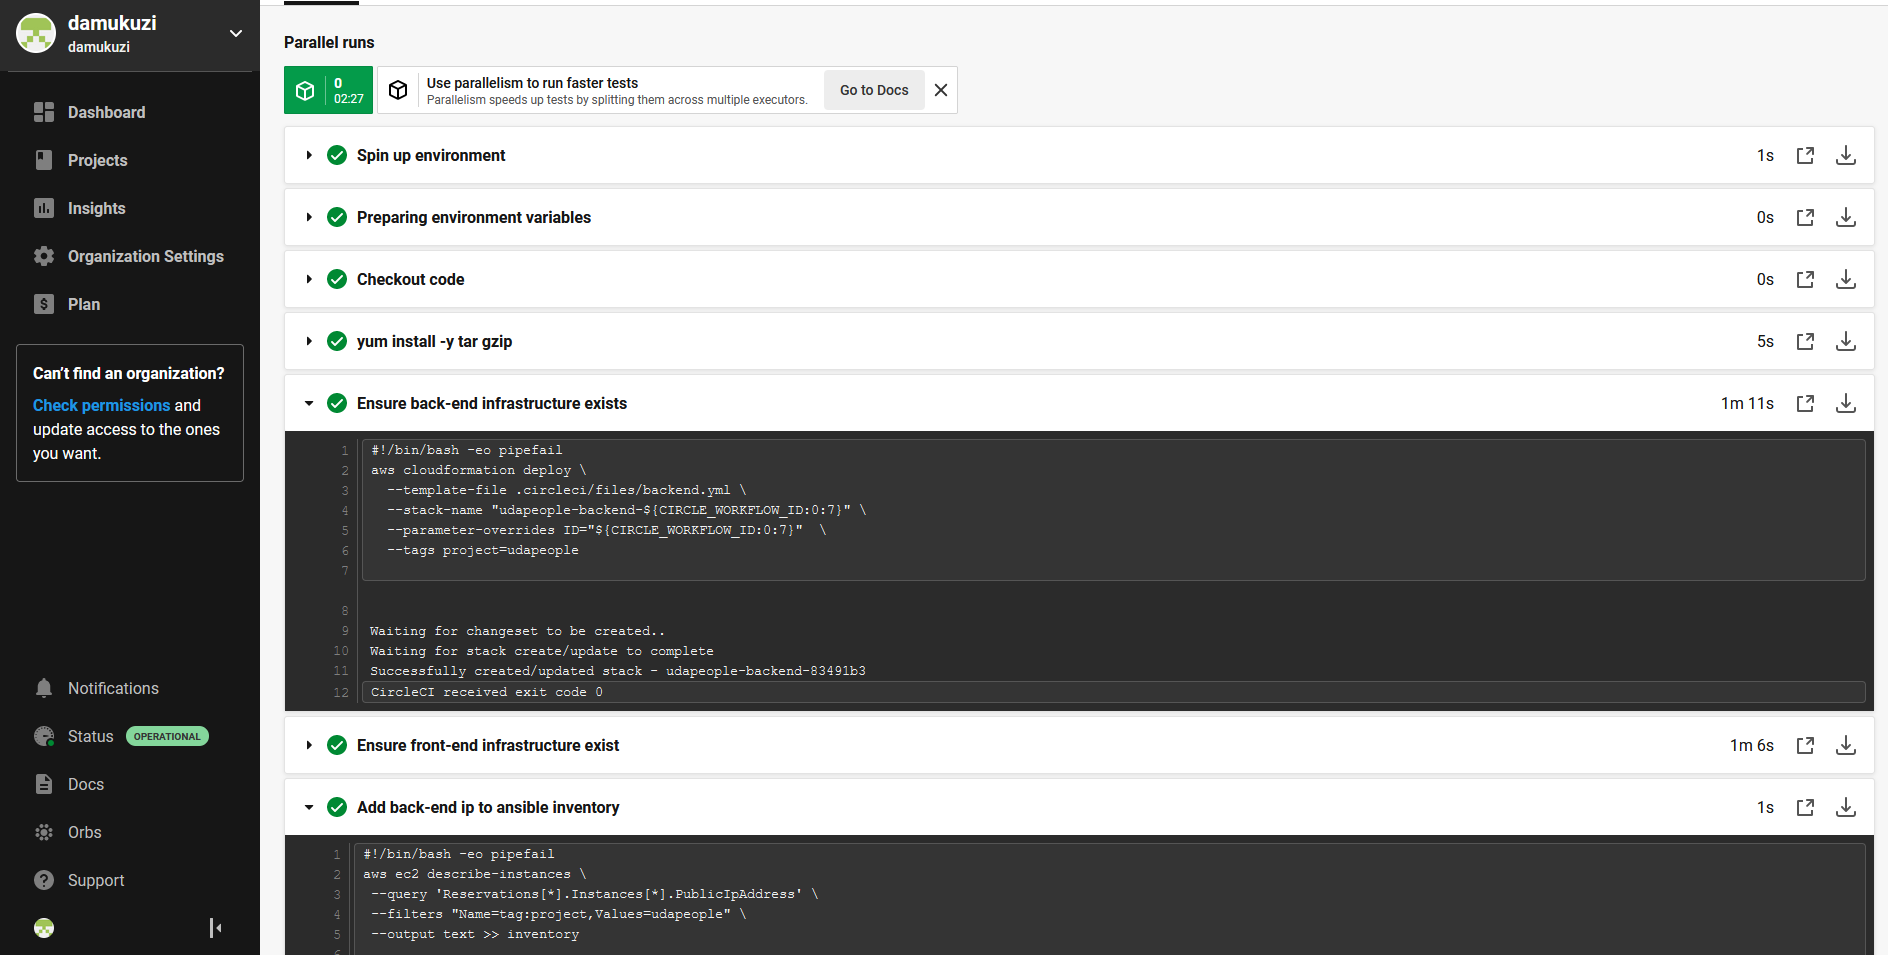 damukuzi
damukuzi
Dashboard
Projects
Insights
Organization Settings
$ Plan
Can't find an organization?
Check permissions and
update access to the ones
you want.
Notifications
Status OPERATIONAL
Docs
Orbs
? Support
Parallel runs
0
02:27
Use parallelism to run faster tests
Parallelism speeds up tests by splitting them across multiple executors.
Go to Docs
Spin up environment 1s
Preparing environment variables 0s
Checkout code 0s
yum install -y tar gzip 5s
Ensure back-end infrastructure exists 1m 11s
1 #!/bin/bash -eo pipefail
2 aws cloudformation deploy \
3 --template-file .circleci/files/backend.yml \
4 --stack-name "udapeople-backend-${CIRCLE_WORKFLOW_ID:0:7}" \
5 --parameter-overrides ID="${CIRCLE_WORKFLOW_ID:0:7}" \
6 --tags project=udapeople
7
8
9 Waiting for changeset to be created..
10 Waiting for stack create/update to complete
11 Successfully created/updated stack - udapeople-backend-83491b3
12 CircleCI received exit code 0
Ensure front-end infrastructure exist 1m 6s
Add back-end ip to ansible inventory 1s
1 #!/bin/bash -eo pipefail
2 aws ec2 describe-instances \
3 --query 'Reservations[*].Instances[*].PublicIpAddress' \
4 --filters "Name=tag:project,Values=udapeople" \
5 --output text >> inventory
6